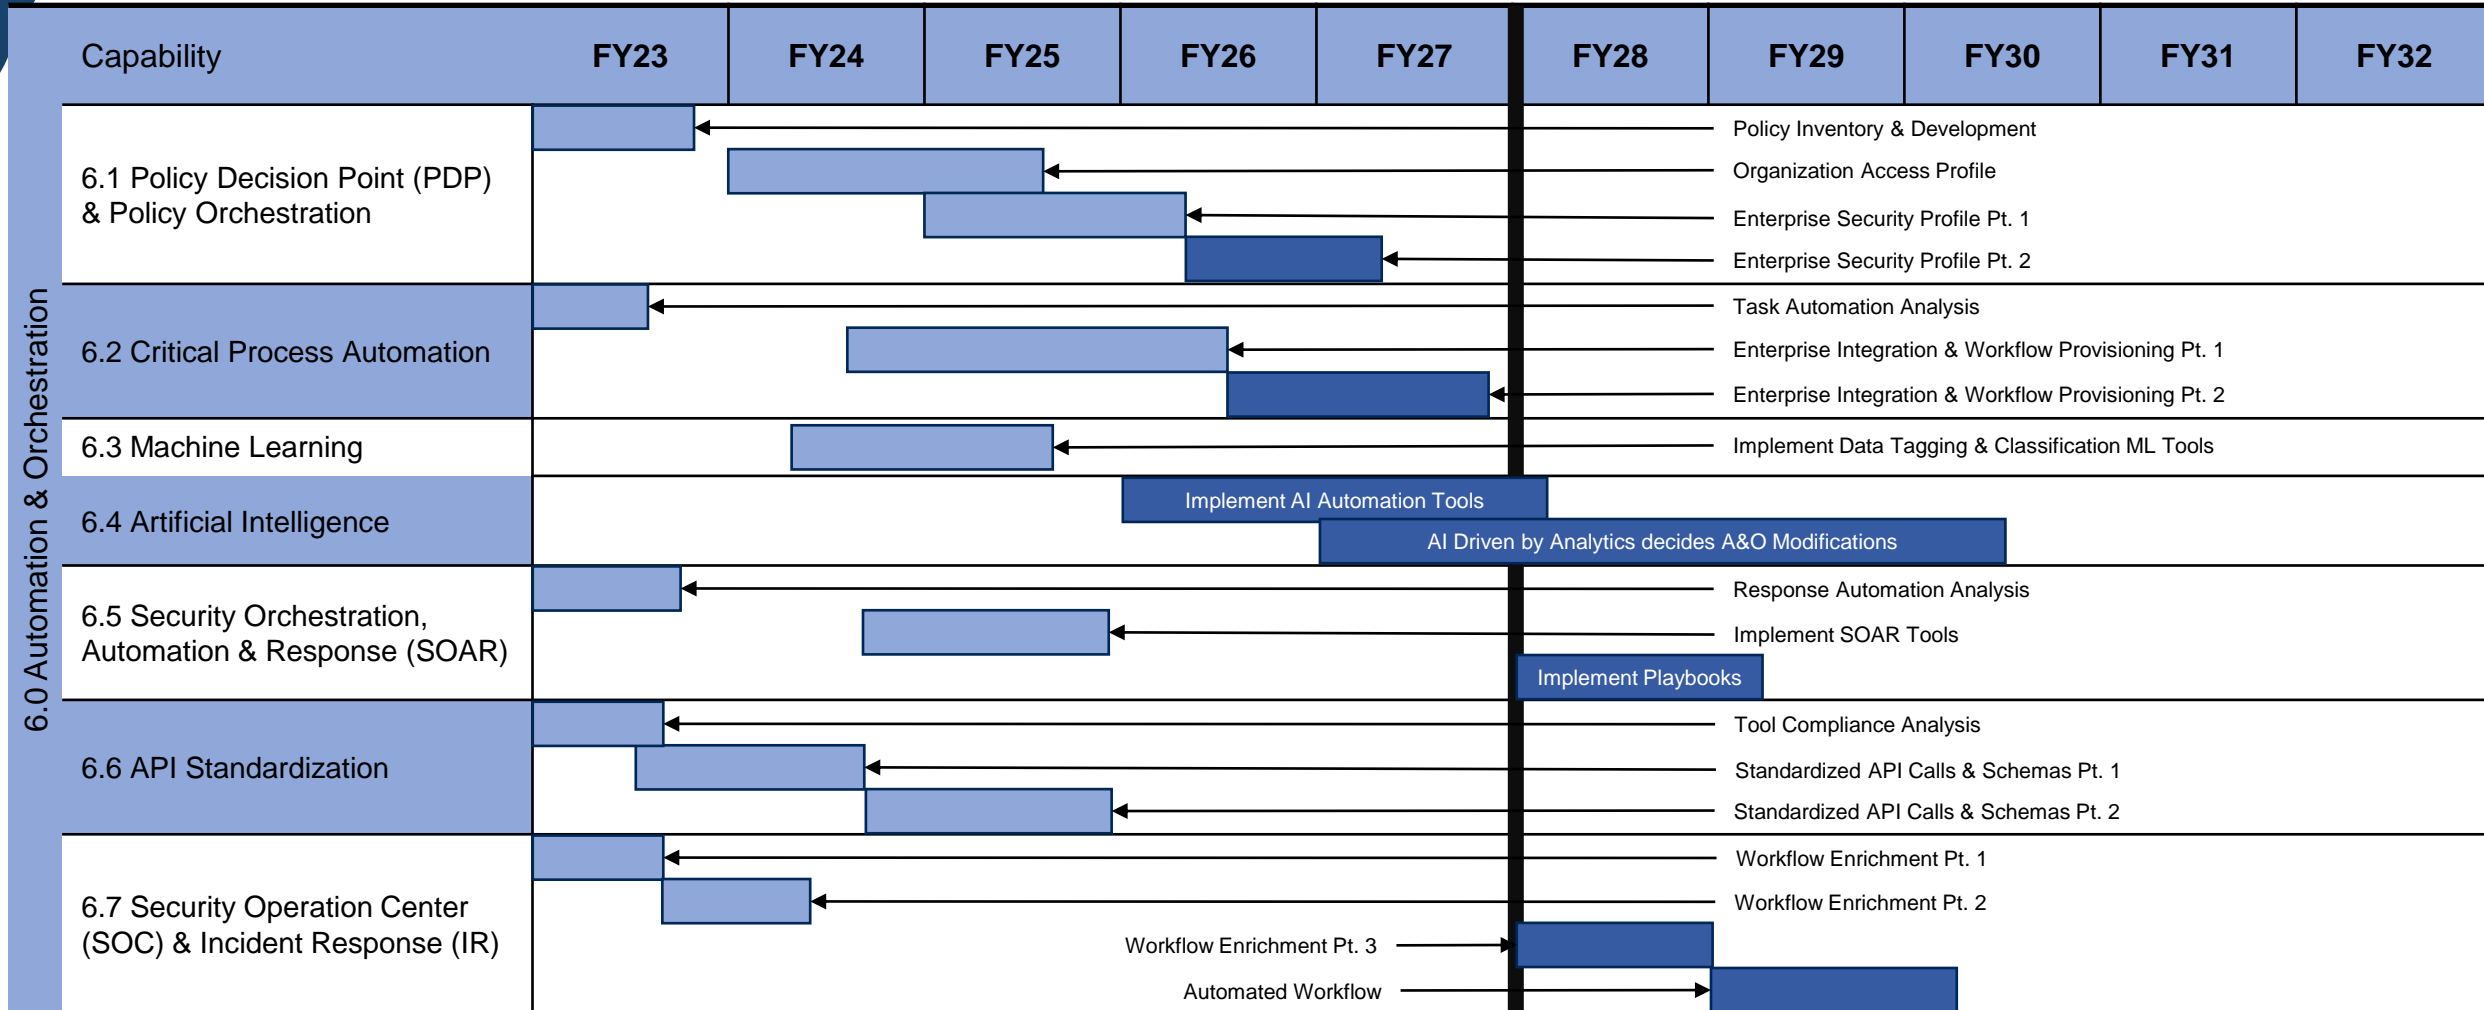 Capability FY23 FY24 FY25 FY26 FY27 FY28 FY29 FY30 FY31 FY32
6.0 Automation & Orchestration
6.1 Policy Decision Point (PDP)
& Policy Orchestration
Policy Inventory & Development
Organization Access Profile
Enterprise Security Profile Pt. 1
Enterprise Security Profile Pt. 2
6.2 Critical Process Automation
Task Automation Analysis
Enterprise Integration & Workflow Provisioning Pt. 1
Enterprise Integration & Workflow Provisioning Pt. 2
6.3 Machine Learning
Implement Data Tagging & Classification ML Tools
6.4 Artificial Intelligence
Implement AI Automation Tools
AI Driven by Analytics decides A&O Modifications
6.5 Security Orchestration,
Automation & Response (SOAR)
Response Automation Analysis
Implement SOAR Tools
Implement Playbooks
6.6 API Standardization
Tool Compliance Analysis
Standardized API Calls & Schemas Pt. 1
Standardized API Calls & Schemas Pt. 2
6.7 Security Operation Center
(SOC) & Incident Response (IR)
Workflow Enrichment Pt. 1
Workflow Enrichment Pt. 2
Workflow Enrichment Pt. 3
Automated Workflow